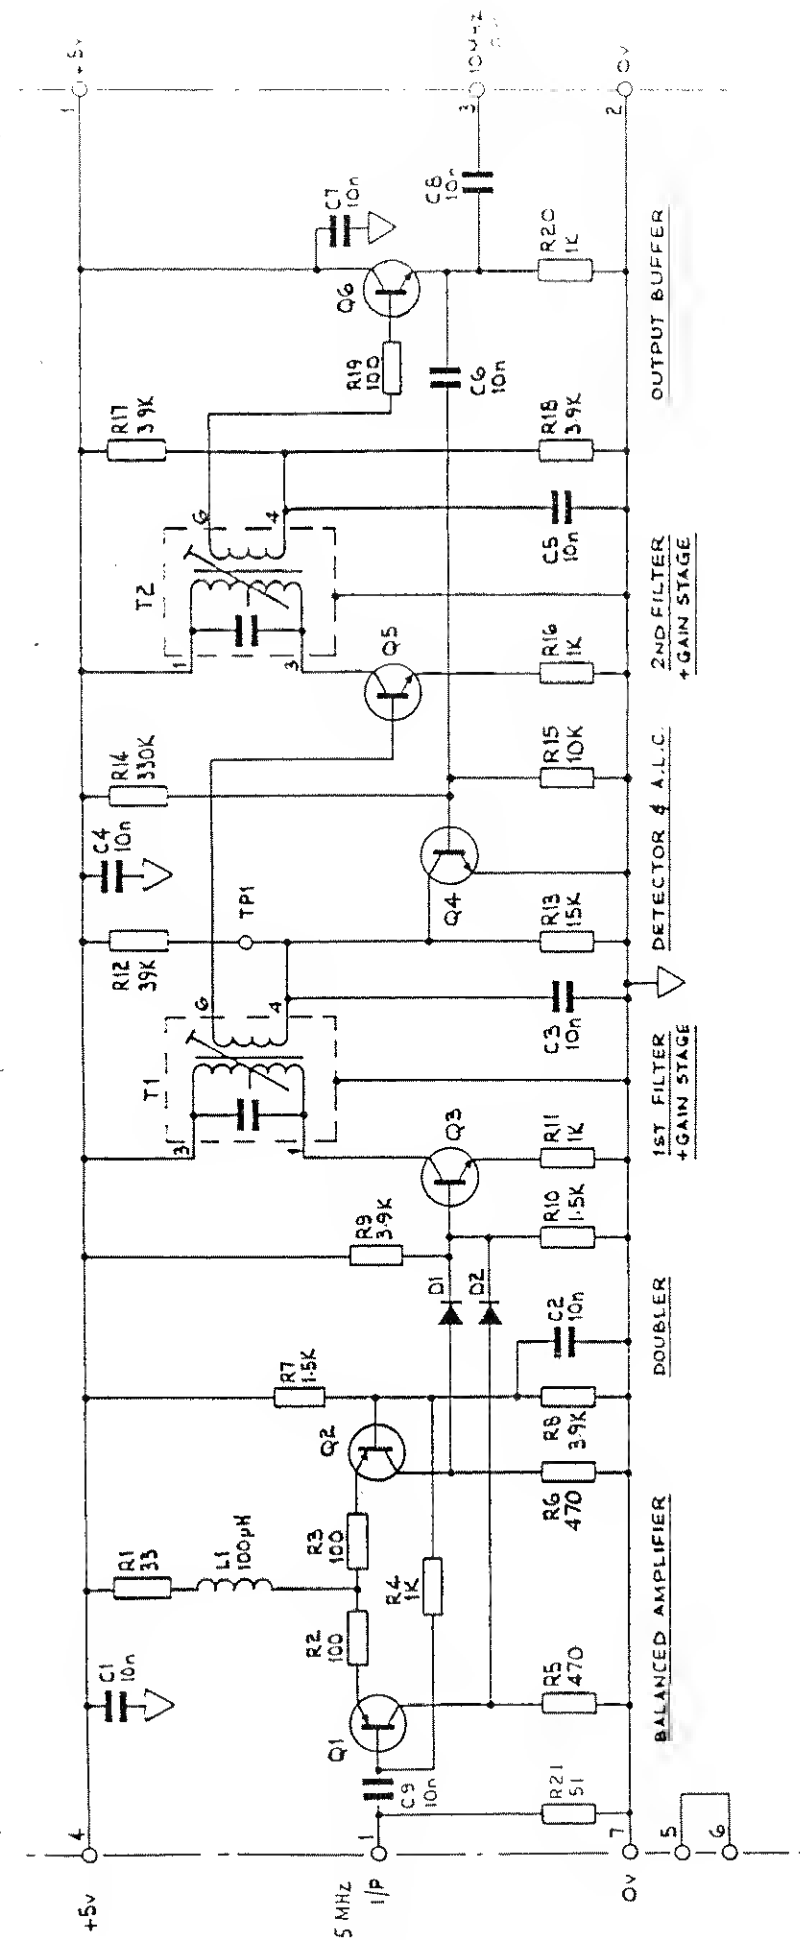 +5v
4
C1
10n
R1
33
L1
100µH
R7
1.5K
R9
3.9K
R12
39K
C4
10n
R14
330K
R17
3.9K
1
+5v
Q1
R2
100
R3
100
Q2
R4
1K
D1
D2
T1
3
1
6
4
TP1
Q3
Q4
T2
1
3
6
4
Q5
R19
100
Q6
C7
10n
C6
10n
C8
3
10MHz
5 MHz
I/P
1
C9
10n
R21
51
R5
470
R6
470
R8
3.9K
C2
10n
R10
1.5K
R11
1K
C3
10n
R13
15K
R15
10K
R16
1K
C5
10n
R18
3.9K
R20
1K
0v
7
2
0v
5
6
BALANCED AMPLIFIER
DOUBLER
1ST FILTER
+GAIN STAGE
DETECTOR & A.L.C.
2ND FILTER
+GAIN STAGE
OUTPUT BUFFER